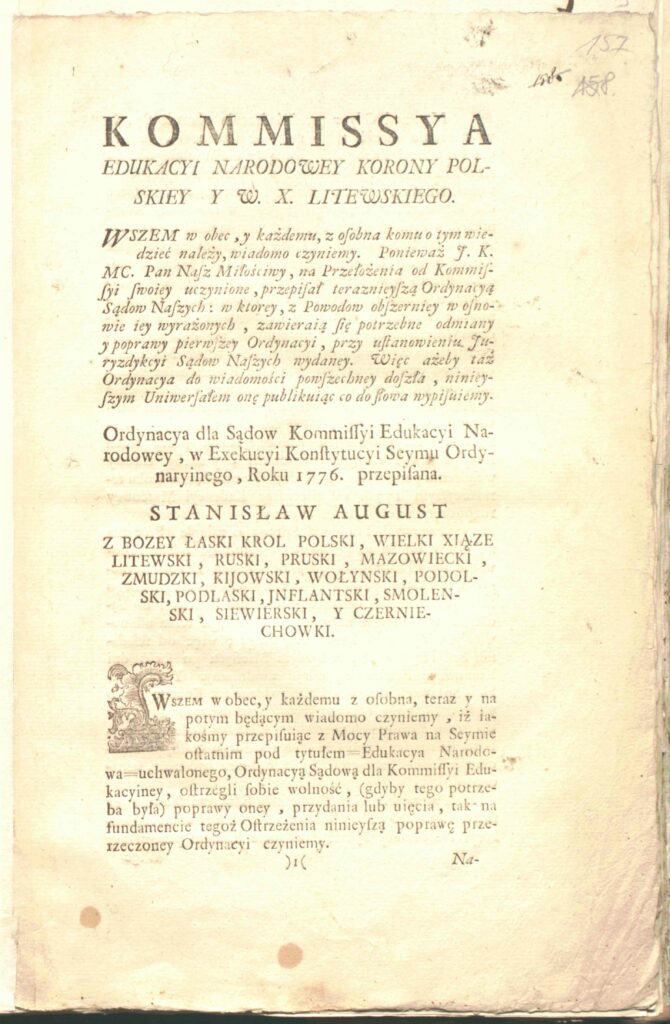 157
158
KOMMISSYA
EDUKACYI NARODOWEY KORONY POL-
SKIEY Y W. X. LITEWSKIEGO.
WSZEM w obec, y każdemu, z oſobna komu o tym wie-
dzieć należy, wiadomo czyniemy. Ponieważ J. K.
MC. Pan Naſz Miłościwy, na Przełożenia od Kommiſ-
ſyi ſwoiey uczynione, przepiſał teraznieyſzą Ordynacyą
Sądow Naſzych: w ktorey, z Powodow obſzerniey w oſno-
wie iey wyrażonych, zawieraią ſię potrzebne odmiany
y poprawy pierwſzey Ordynacyi, przy uſtanowieniu Ju-
ryzdykcyi Sądow Naſzych wydaney. Więc ażeby taż
Ordynacya do wiadomości powſzechney doſzła, niniey-
ſzym Uniwerſałem onę publikuiąc co do ſłowa wypiſuiemy.
Ordynacya dla Sądow Kommiſſyi Edukacyi Na-
rodowey, w Exekucyi Konſtytucyi Seymu Ordy-
naryinego, Roku 1776. przepiſana.
STANISŁAW AUGUST
Z BOZEY ŁASKI KROL POLSKI, WIELKI XIĄZE
LITEWSKI, RUSKI, PRUSKI, MAZOWIECKI,
ZMUDZKI, KIJOWSKI, WOŁYNSKI, PODOL-
SKI, PODLASKI, JNFLANTSKI, SMOLEN-
SKI, SIEWIERSKI, Y CZERNIE-
CHOWKI.
WSZEM w obec, y każdemu z oſobna, teraz y na
potym będącym wiadomo czyniemy, iż ia-
kośmy przepiſuiąc z Mocy Prawa na Seymie
oſtatnim pod tytułem=Edukacya Narodo-
wa=uchwalonego, Ordynacyą Sądową dla Kommiſſyi Edu-
kacyiney, oſtrzegli ſobie wolność, (gdyby tego potrze-
ba była) poprawy oney, przydania lub uięcia, tak na
fundamencie tegoż Oſtrzeżenia ninieyſzą poprawę prze-
rzeczoney Ordynacyi czyniemy.
)1(
Na-